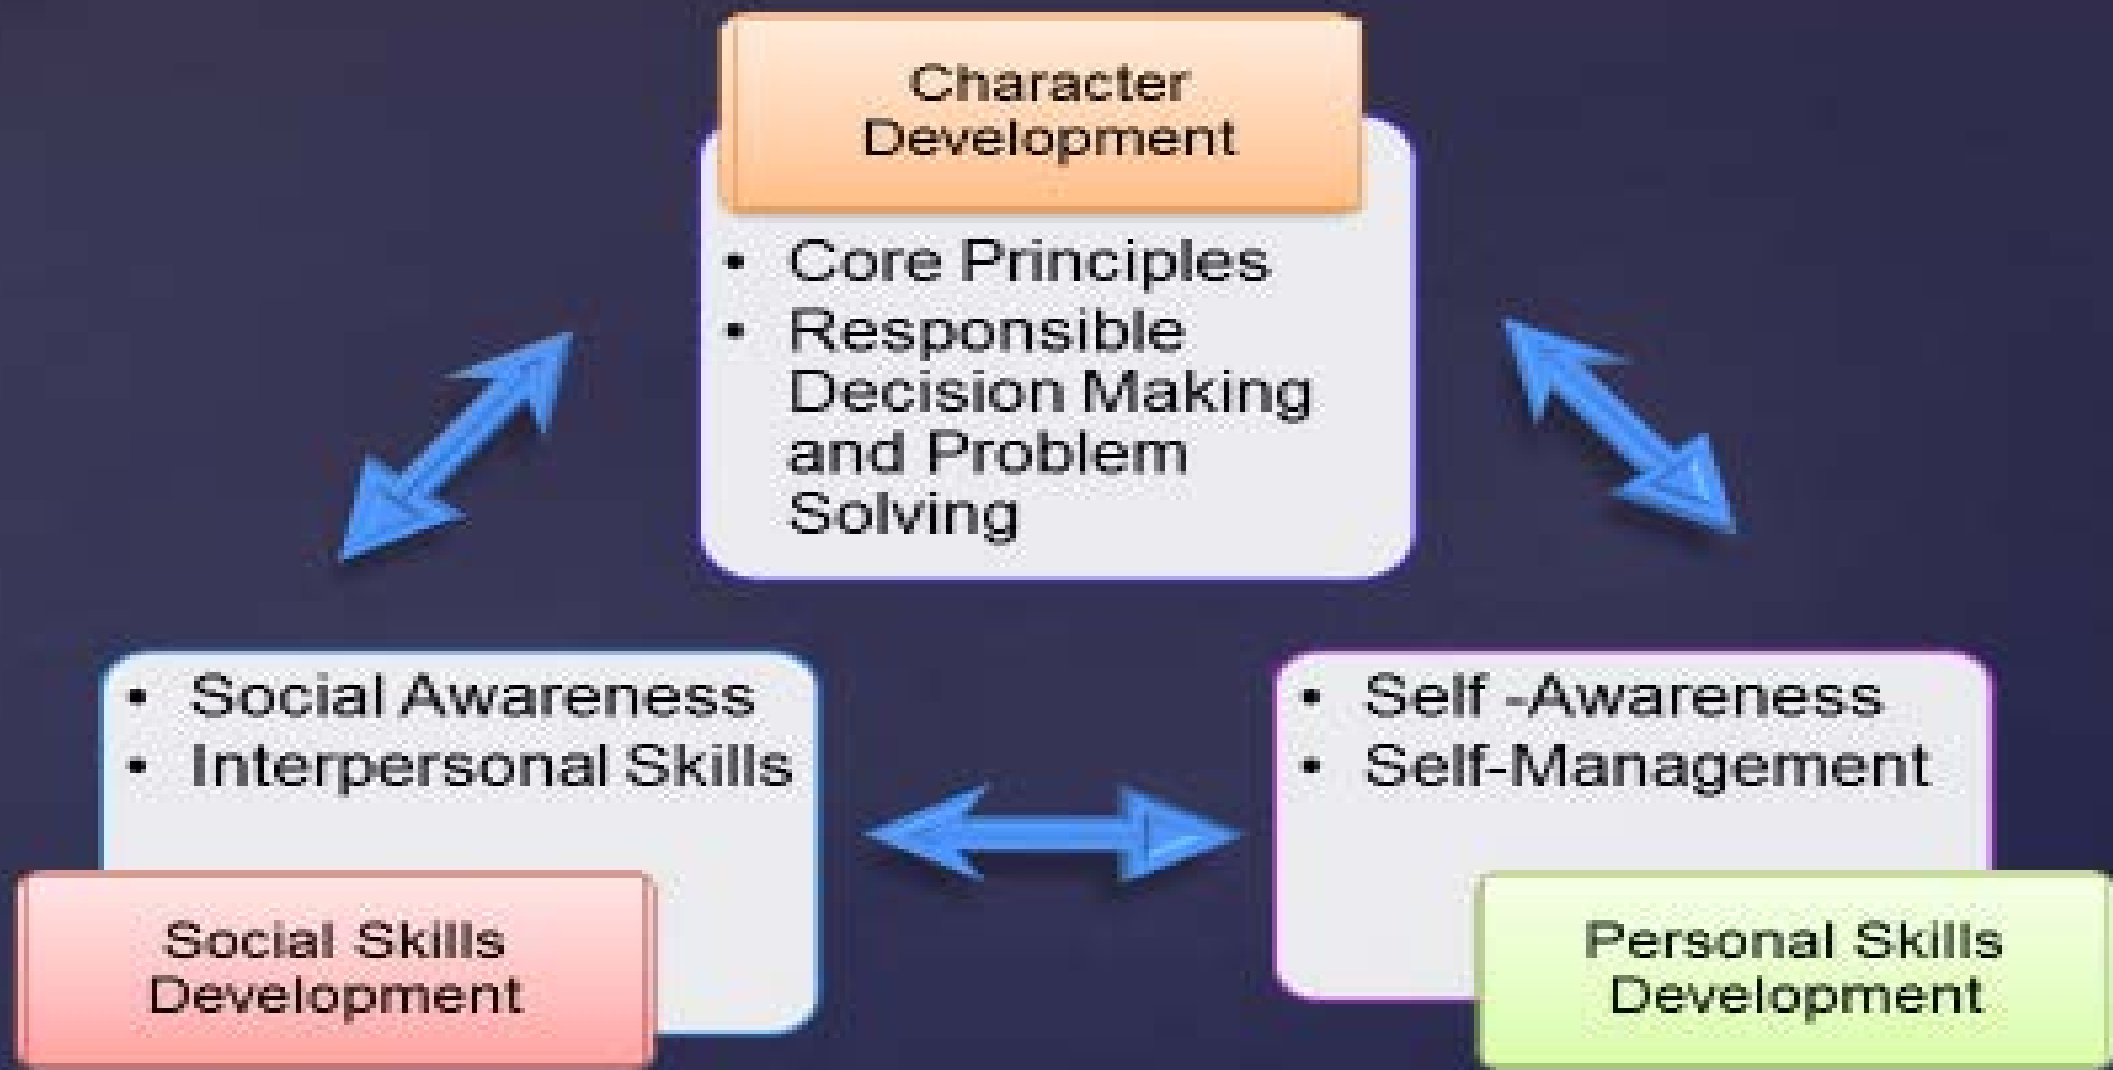 Character
Development
• Core Principles
• Responsible
Decision Making
and Problem
Solving
• Social Awareness
• Interpersonal Skills
Social Skills
Development
• Self -Awareness
• Self-Management
Personal Skills
Development